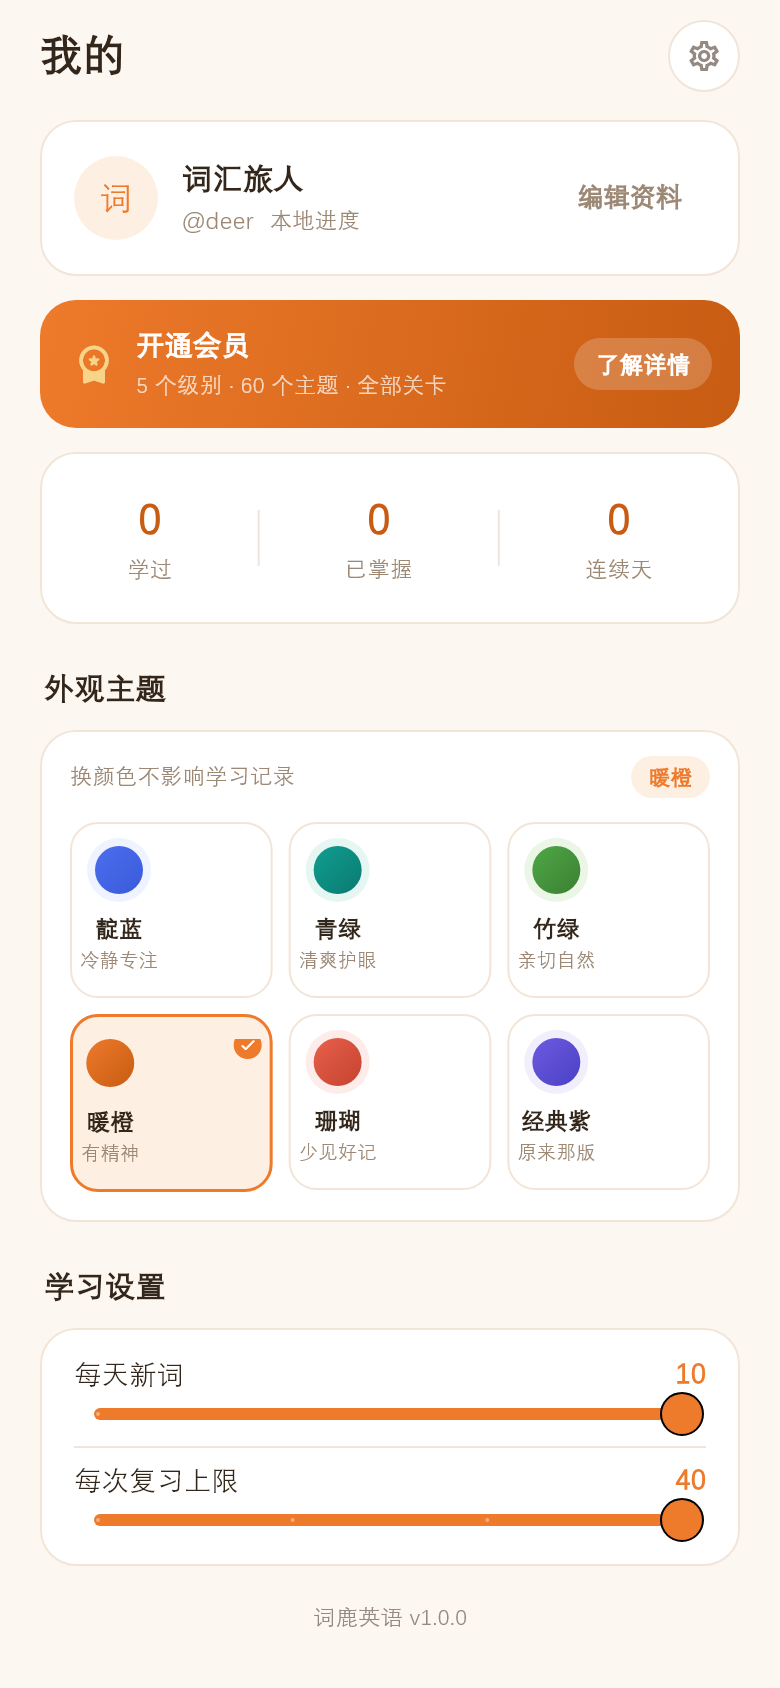 我的
词
词汇旅人
@deer 本地进度
编辑资料
开通会员
5 个级别 · 60 个主题 · 全部关卡
了解详情
0 0 0
学过 已掌握 连续天
外观主题
换颜色不影响学习记录
暖橙
靛蓝 青绿 竹绿
冷静专注 清爽护眼 亲切自然
暖橙 珊瑚 经典紫
有精神 少见好记 原来那版
学习设置
每天新词 10
每次复习上限 40
词鹿英语 v1.0.0